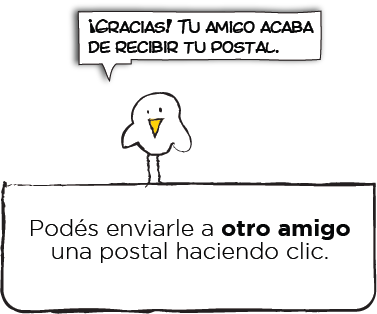 ¡Gracias! Tu amigo acaba
de recibir tu postal.
Podés enviarle a otro amigo
una postal haciendo clic.